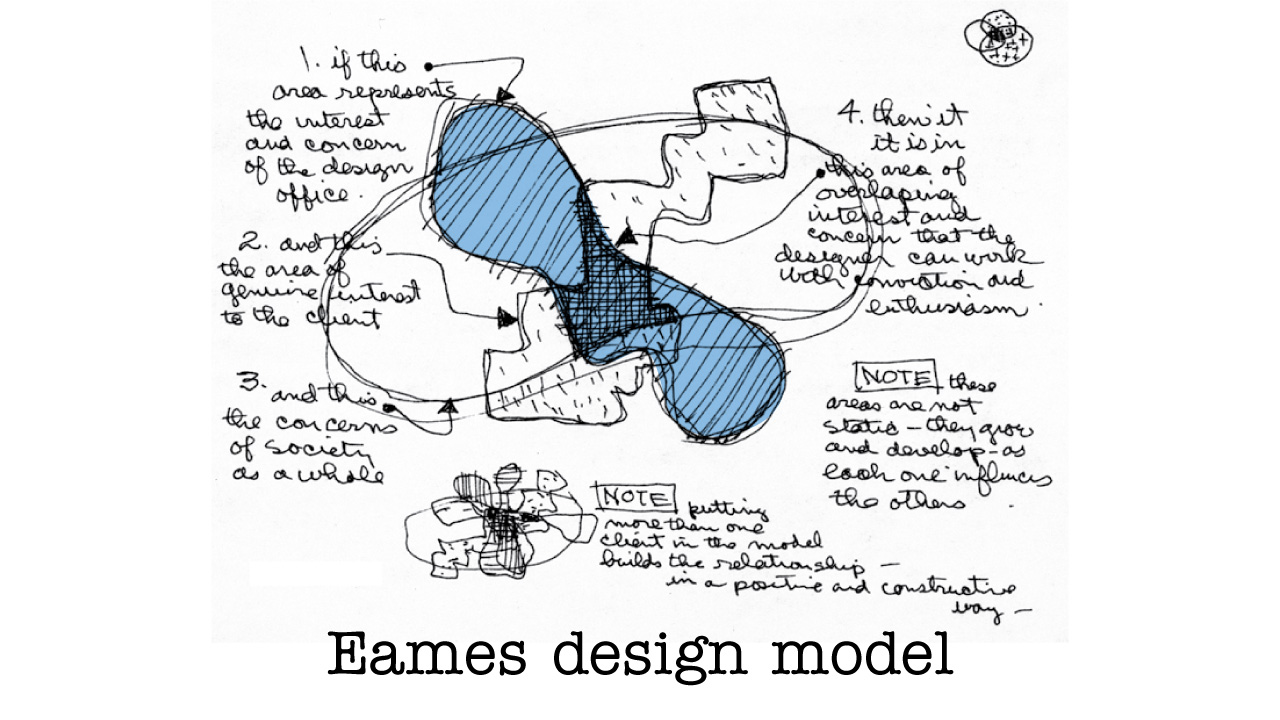 1. if this
area represents
the interest
and concern
of the design
office.
2. and this
the area of
genuine interest
to the client
3. and this
the concerns
of society
as a whole
4. then it
it is in
this area of
overlaping
interest and
concern that the
designer can work
with conviction and
enthusiasm.
NOTE these
areas are not
static – they grow
and develop – as
each one influences
the others
NOTE putting
more than one
client in the model
builds the relationship –
in a positive and constructive
way –
Eames design model